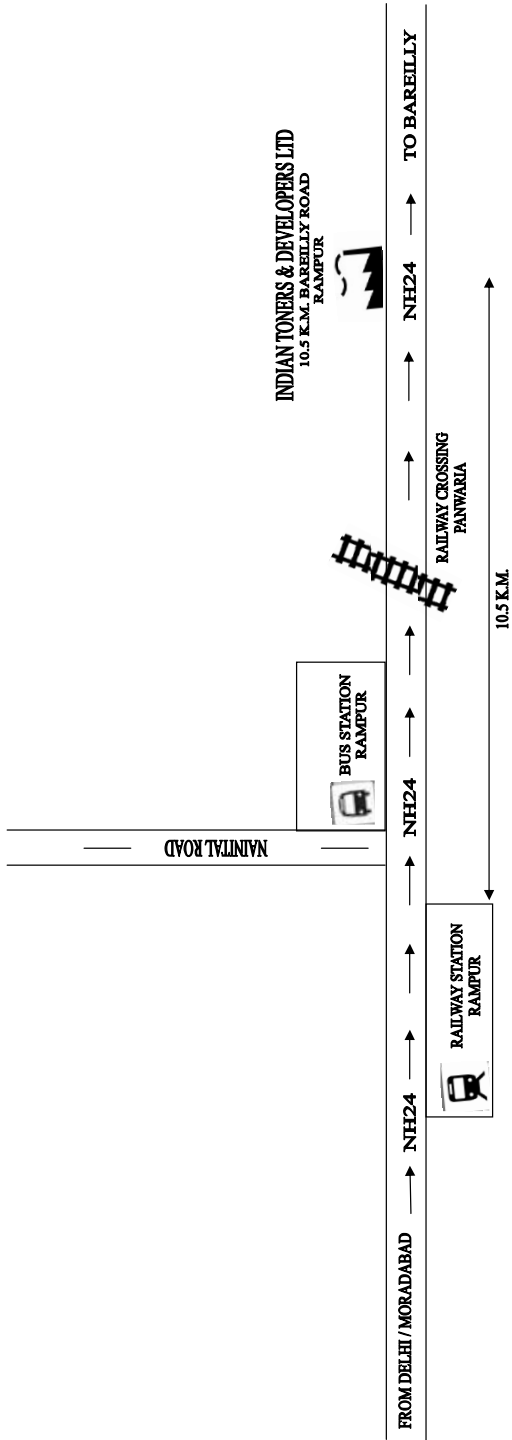 INDIAN TONERS & DEVELOPERS LTD
10.5 K.M. BAREILLY ROAD
RAMPUR
NAINITAL ROAD
BUS STATION
RAMPUR
FROM DELHI / MORADABAD
NH24
NH24
NH24
TO BAREILLY
RAILWAY STATION
RAMPUR
RAILWAY CROSSING
PANWARIA
10.5 K.M.